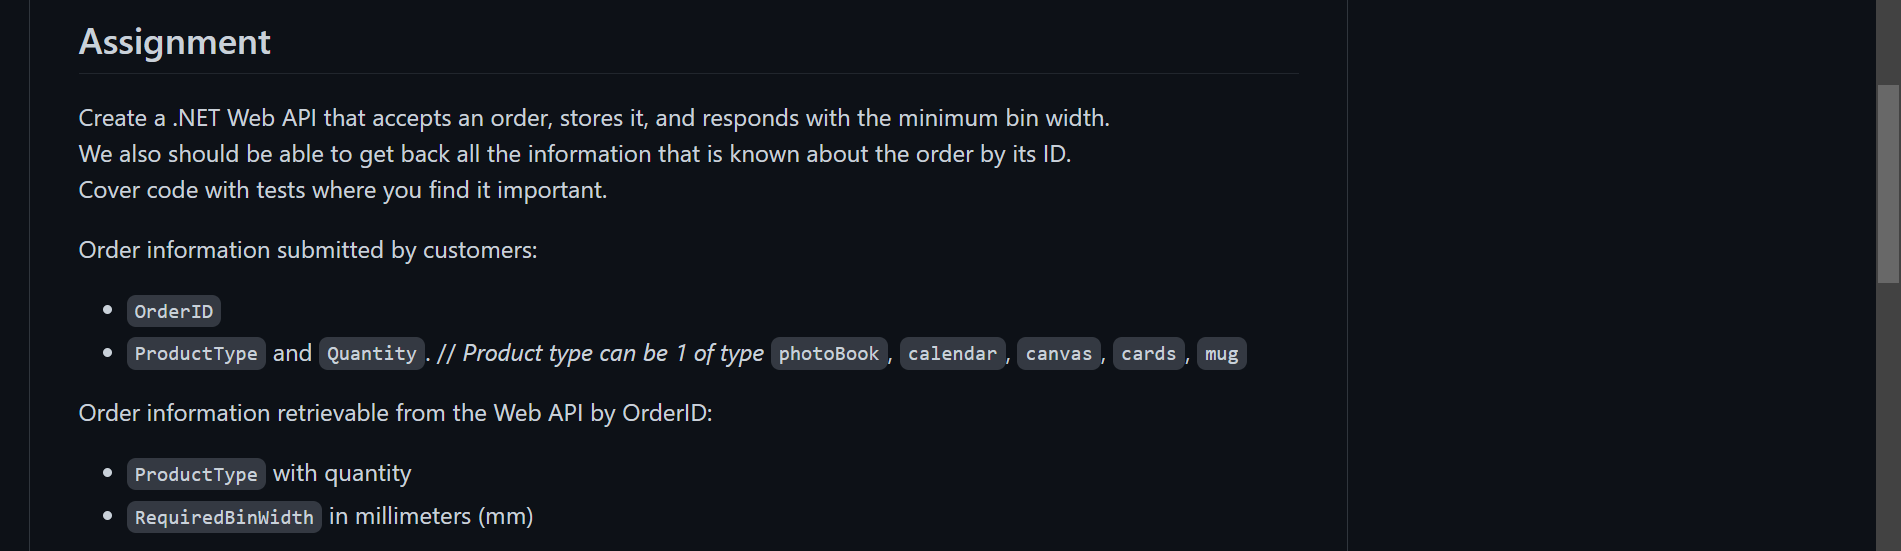 Assignment
Create a .NET Web API that accepts an order, stores it, and responds with the minimum bin width.
We also should be able to get back all the information that is known about the order by its ID.
Cover code with tests where you find it important.
Order information submitted by customers:
• OrderID
• ProductType and Quantity. // Product type can be 1 of type photoBook, calendar, canvas, cards, mug
Order information retrievable from the Web API by OrderID:
• ProductType with quantity
• RequiredBinWidth in millimeters (mm)